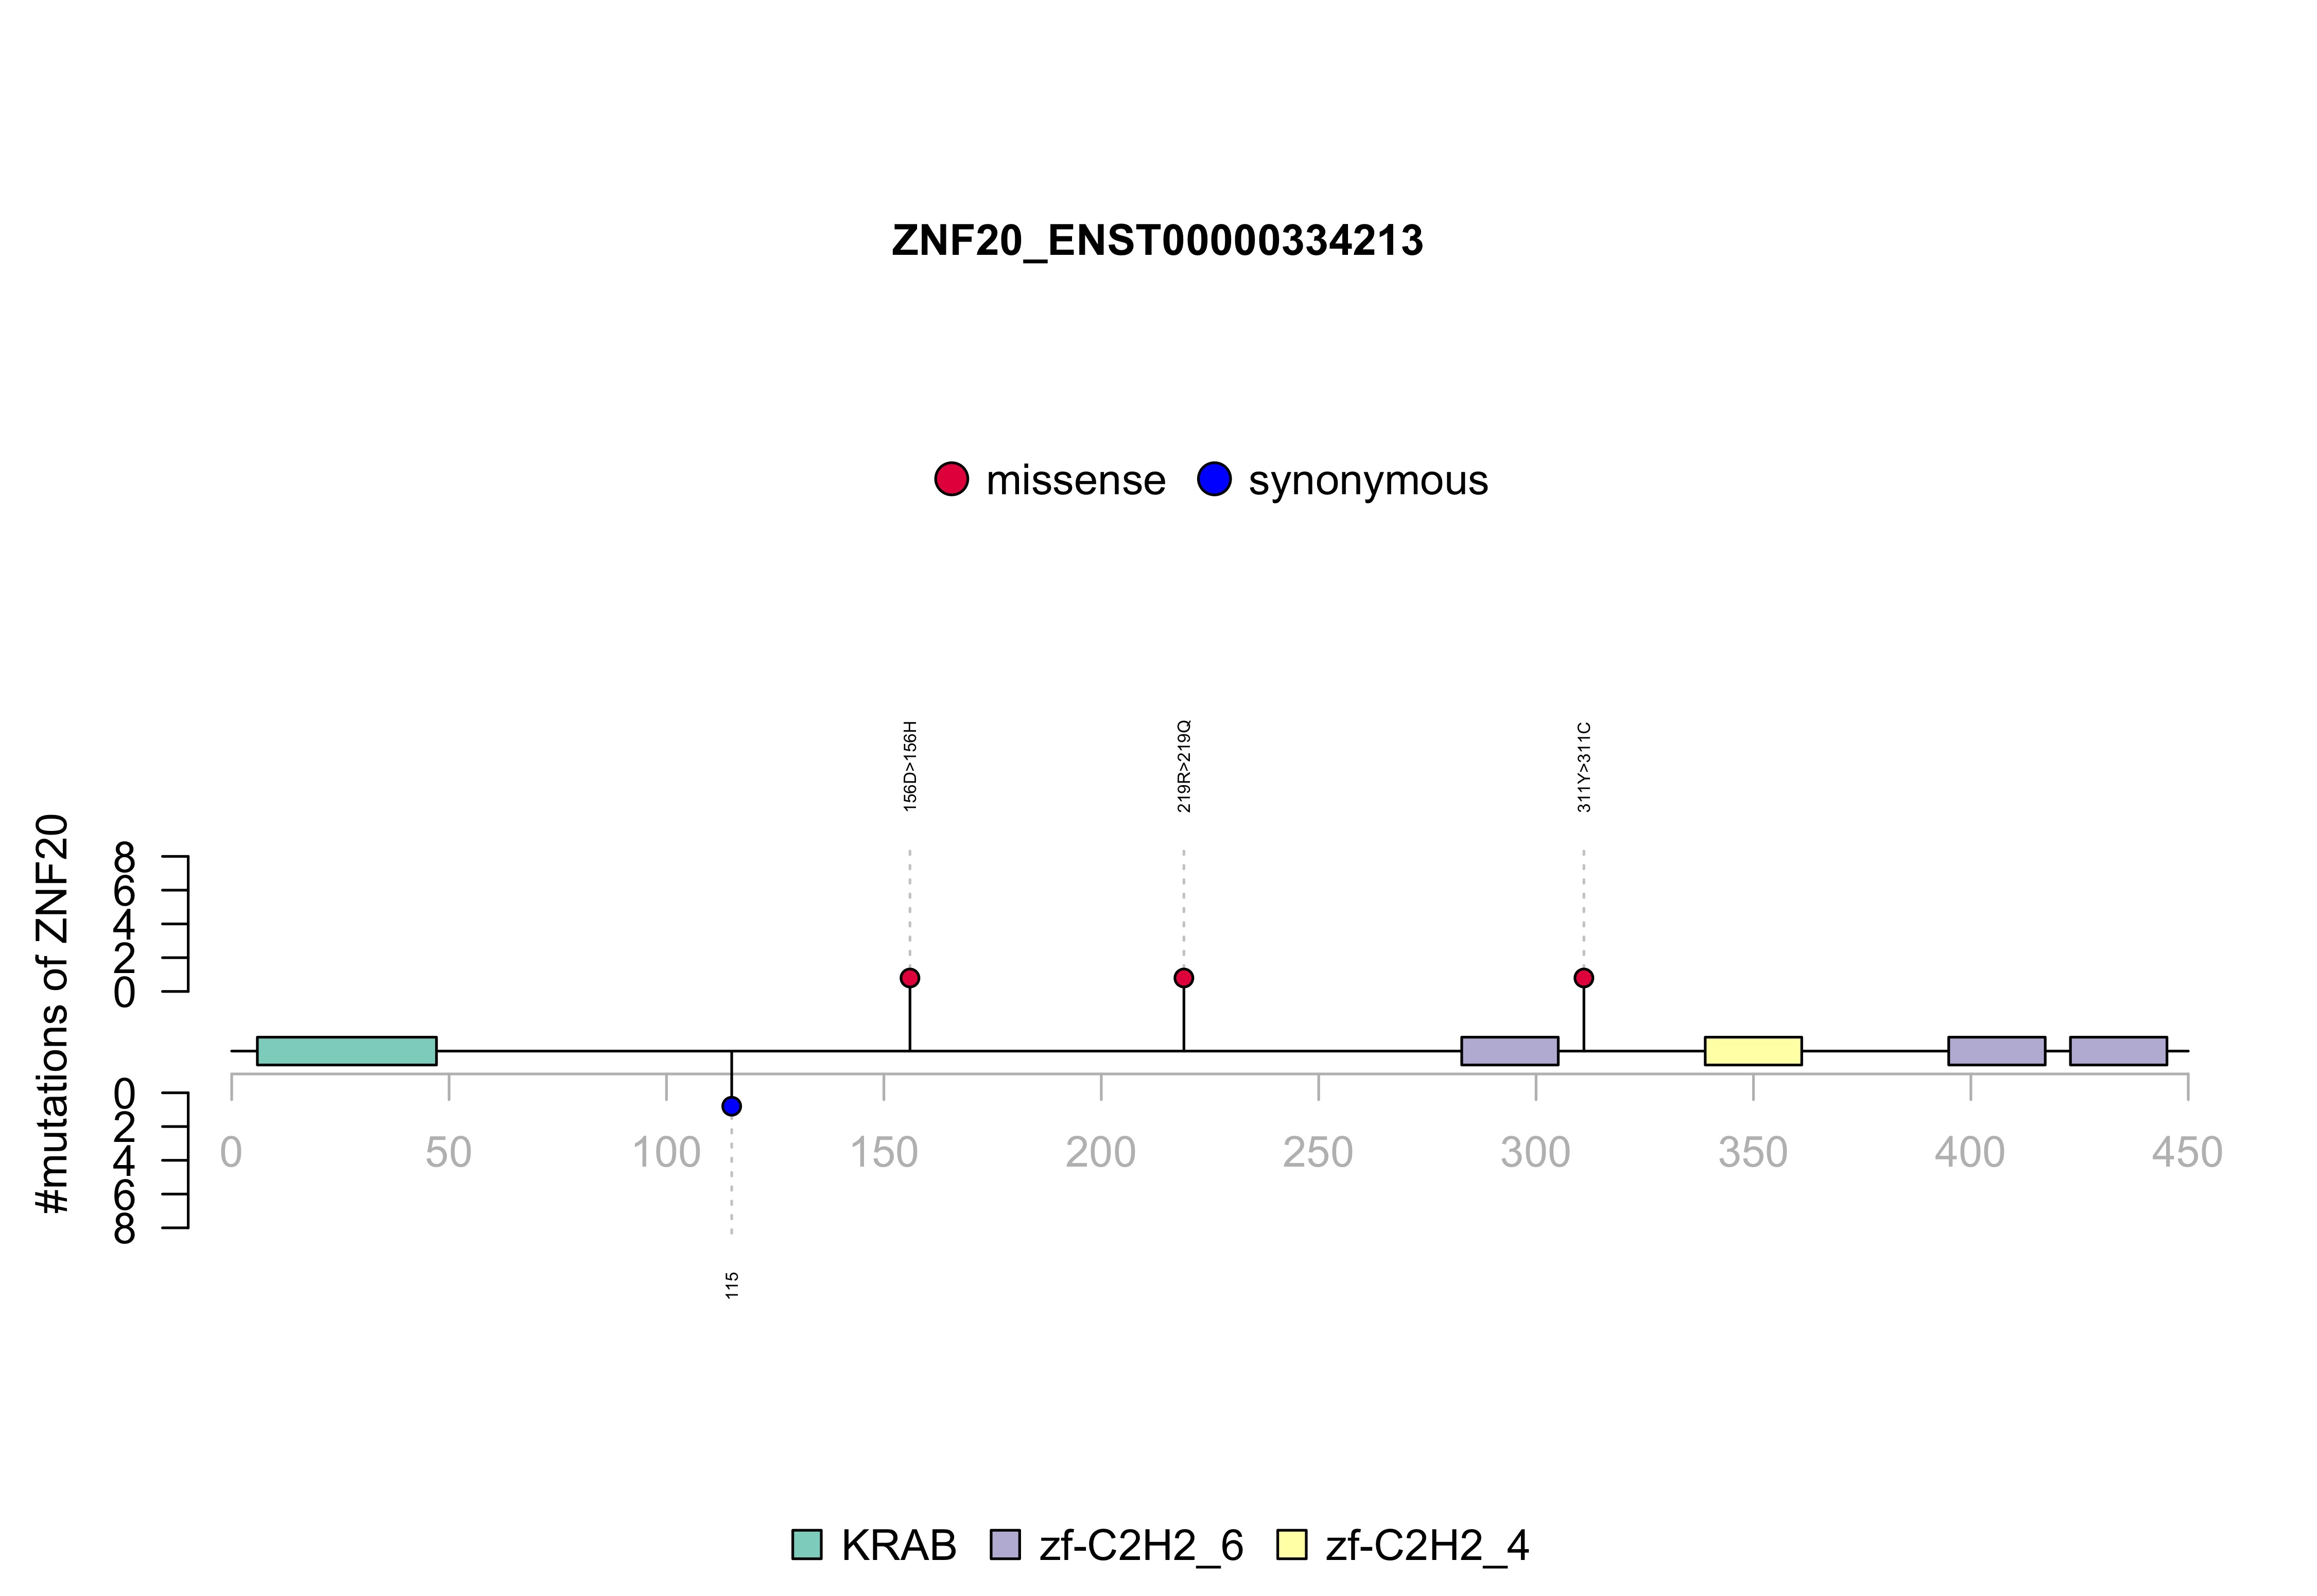 ZNF20_ENST00000334213
missense synonymous
156D>156H
219R>219Q
311Y>311C
#mutations of ZNF20
8
6
4
2
0
0
2
4
6
8
0 50 100 150 200 250 300 350 400 450
115
KRAB zf-C2H2_6 zf-C2H2_4